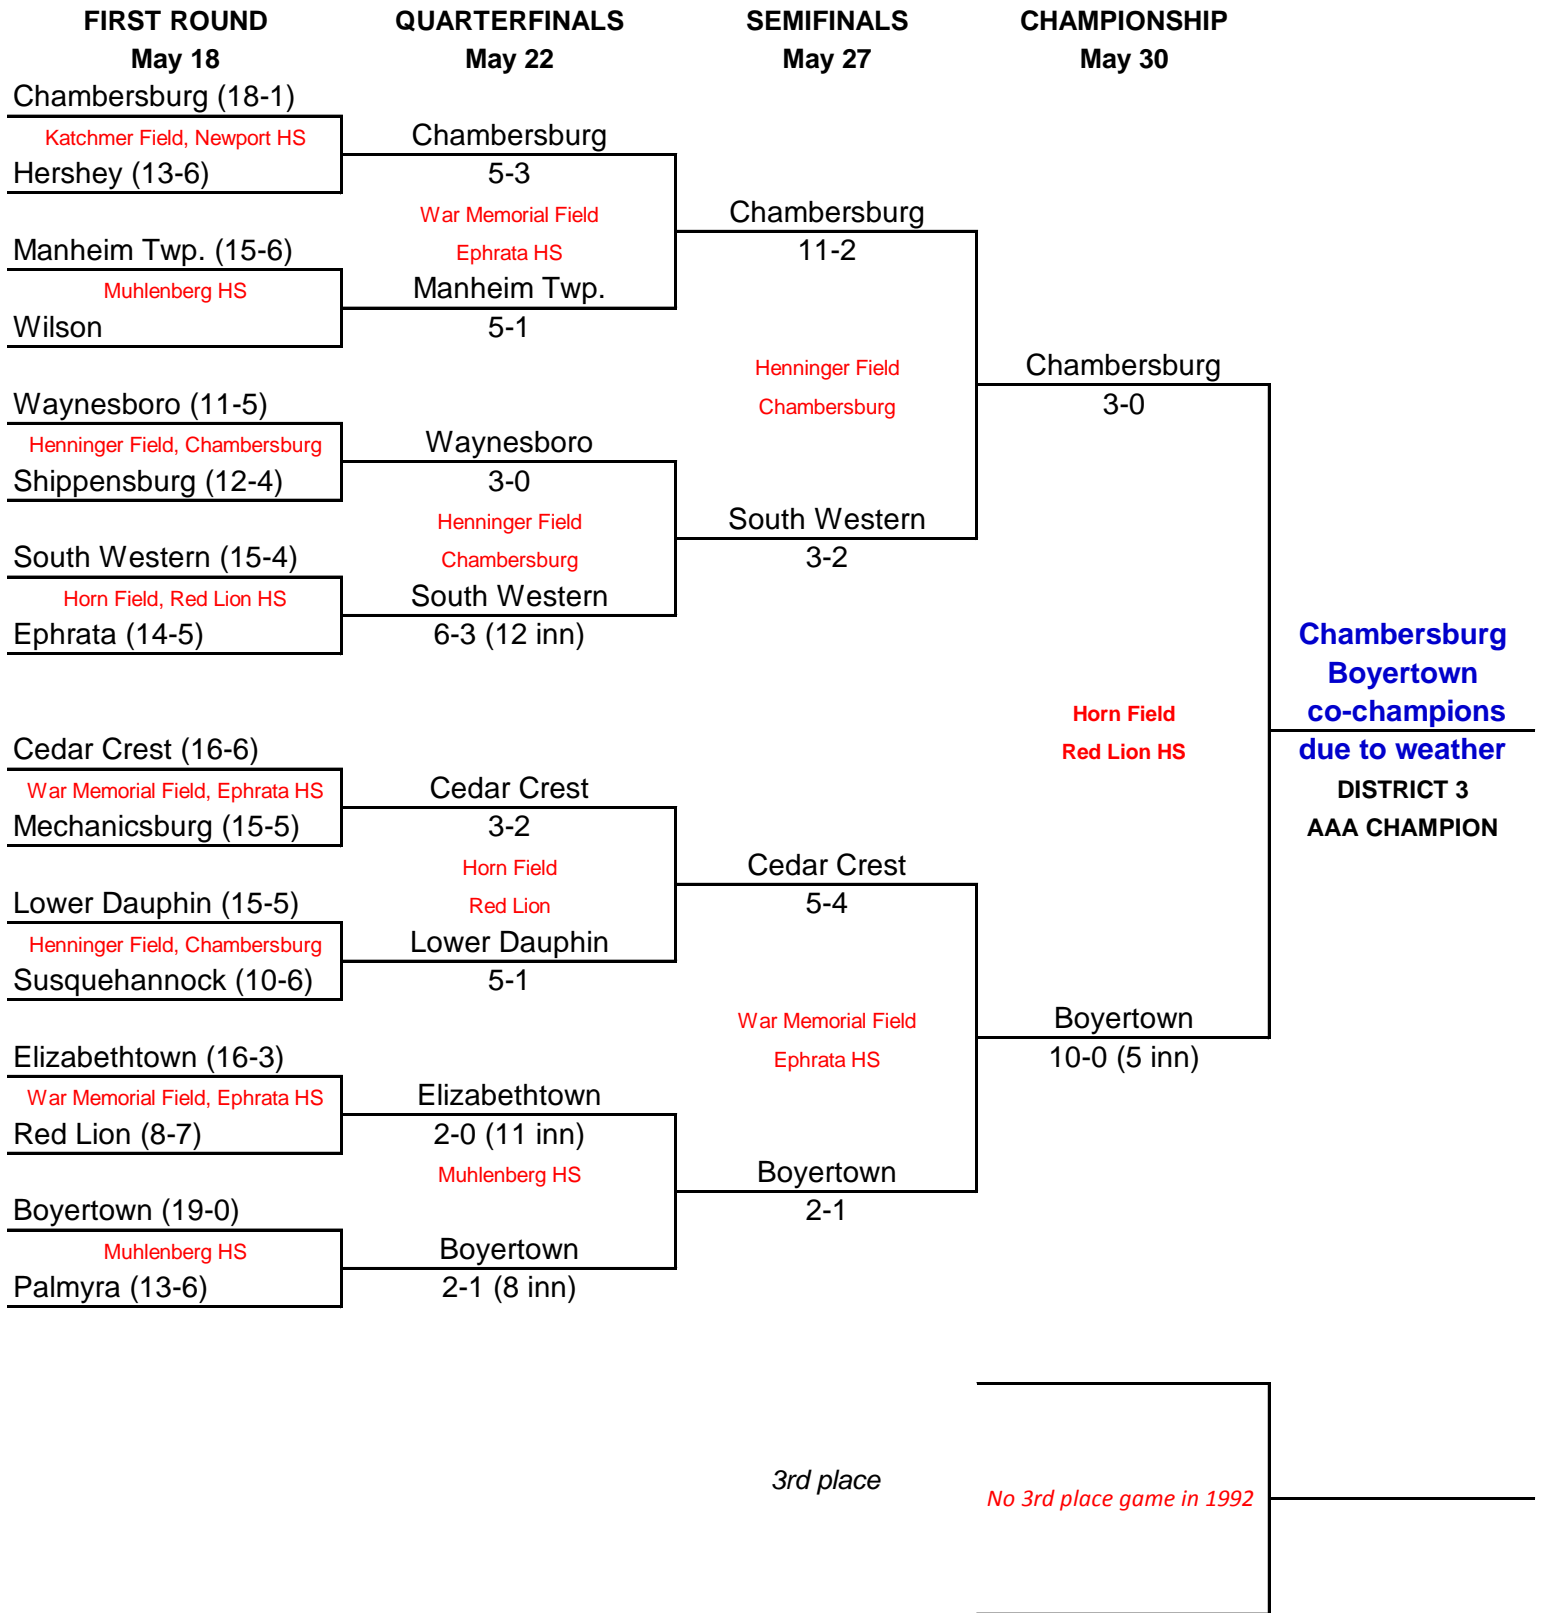 FIRST ROUND
May 18
QUARTERFINALS
May 22
SEMIFINALS
May 27
CHAMPIONSHIP
May 30
Chambersburg (18-1)
Katchmer Field, Newport HS
Hershey (13-6)
Manheim Twp. (15-6)
Muhlenberg HS
Wilson
Waynesboro (11-5)
Henninger Field, Chambersburg
Shippensburg (12-4)
South Western (15-4)
Horn Field, Red Lion HS
Ephrata (14-5)
Cedar Crest (16-6)
War Memorial Field, Ephrata HS
Mechanicsburg (15-5)
Lower Dauphin (15-5)
Henninger Field, Chambersburg
Susquehannock (10-6)
Elizabethtown (16-3)
War Memorial Field, Ephrata HS
Red Lion (8-7)
Boyertown (19-0)
Muhlenberg HS
Palmyra (13-6)
Chambersburg
5-3
War Memorial Field
Ephrata HS
Manheim Twp.
5-1
Waynesboro
3-0
Henninger Field
Chambersburg
South Western
6-3 (12 inn)
Cedar Crest
3-2
Horn Field
Red Lion
Lower Dauphin
5-1
Elizabethtown
2-0 (11 inn)
Muhlenberg HS
Boyertown
2-1 (8 inn)
Chambersburg
11-2
Henninger Field
Chambersburg
South Western
3-2
Cedar Crest
5-4
War Memorial Field
Ephrata HS
Boyertown
2-1
Chambersburg
3-0
Horn Field
Red Lion HS
Boyertown
10-0 (5 inn)
Chambersburg
Boyertown
co-champions
due to weather
DISTRICT 3
AAA CHAMPION
3rd place
No 3rd place game in 1992